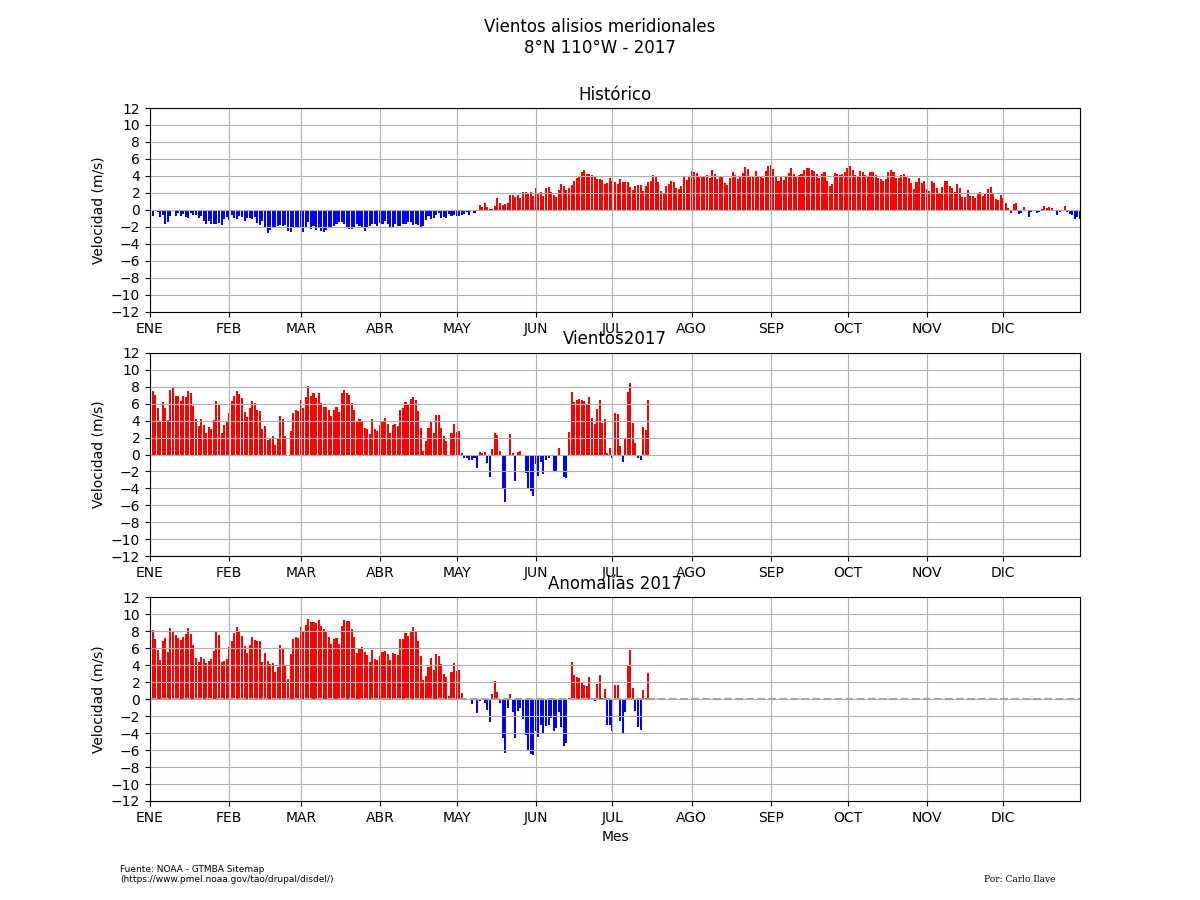 Vientos alisios meridionales
8°N 110°W - 2017
Histórico
12
10
8
6
4
2
0
−2
−4
−6
−8
−10
−12
Velocidad (m/s)
ENE FEB MAR ABR MAY JUN JUL AGO SEP OCT NOV DIC
Vientos2017
12
10
8
6
4
2
0
−2
−4
−6
−8
−10
−12
Velocidad (m/s)
ENE FEB MAR ABR MAY JUN JUL AGO SEP OCT NOV DIC
Anomalías 2017
12
10
8
6
4
2
0
−2
−4
−6
−8
−10
−12
Velocidad (m/s)
ENE FEB MAR ABR MAY JUN JUL AGO SEP OCT NOV DIC
Mes
Fuente: NOAA - GTMBA Sitemap
(https://www.pmel.noaa.gov/tao/drupal/disdel/)
Por: Carlo Ilave